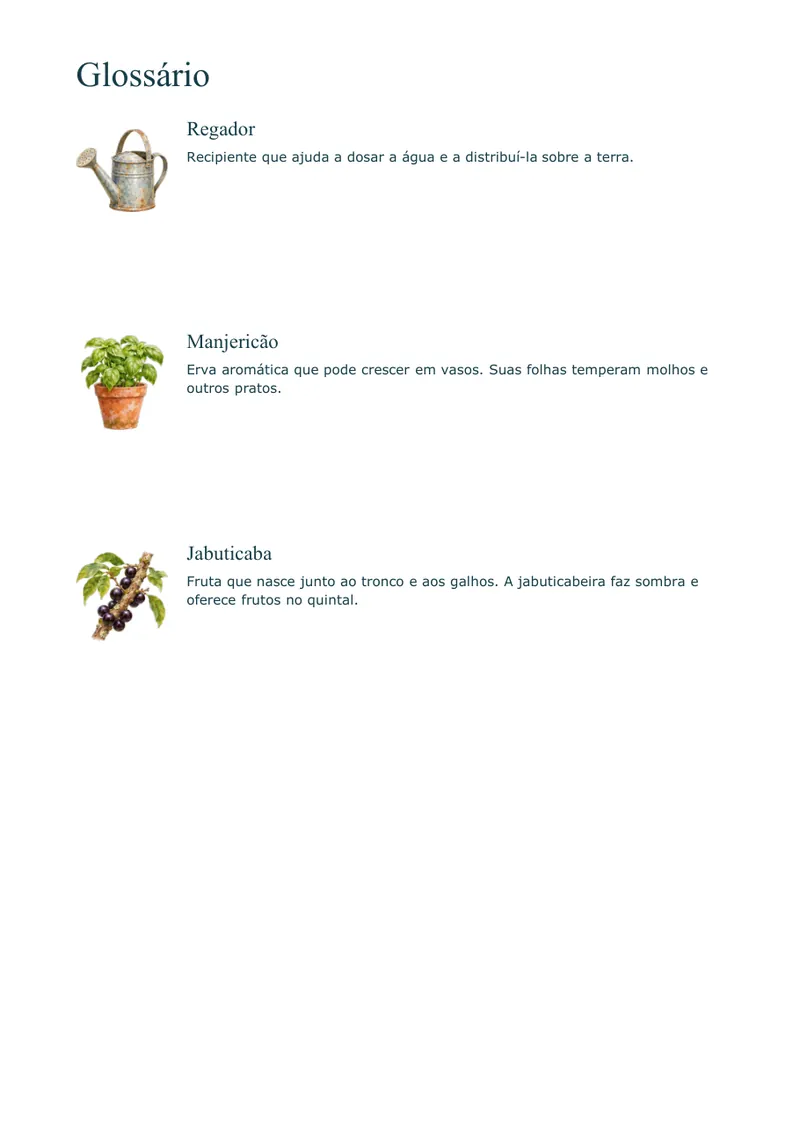 Glossário
Regador
Recipiente que ajuda a dosar a água e a distribuí-la sobre a terra.
Manjericão
Erva aromática que pode crescer em vasos. Suas folhas temperam molhos e
outros pratos.
Jabuticaba
Fruta que nasce junto ao tronco e aos galhos. A jabuticabeira faz sombra e
oferece frutos no quintal.